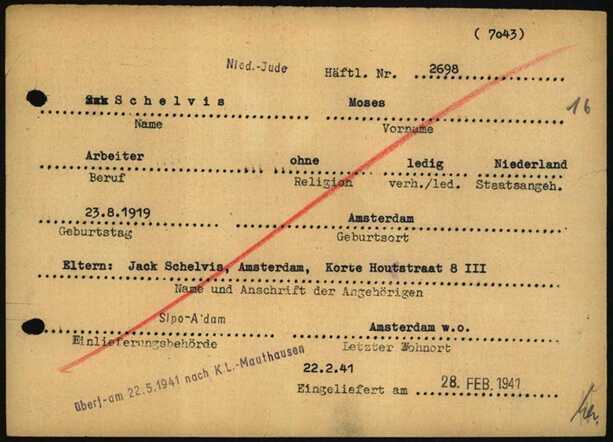 ( 7043)
Nied.-Jude Häftl. Nr. 2698
16
Schelvis Moses
Name Vorname
Arbeiter ohne ledig Niederland
Beruf Religion verh./led. Staatsangeh.
23.8.1919 Amsterdam
Geburtstag Geburtsort
Eltern: Jack Schelvis, Amsterdam, Korte Houtstraat 8 III
Name und Anschrift der Angehörigen
Sipo-A'dam Amsterdam w.o.
Einlieferungsbehörde Letzter Wohnort
überf.am 22.5.1941 nach K.L.-Mauthausen
22.2.41
Eingeliefert am 28. FEB. 1941